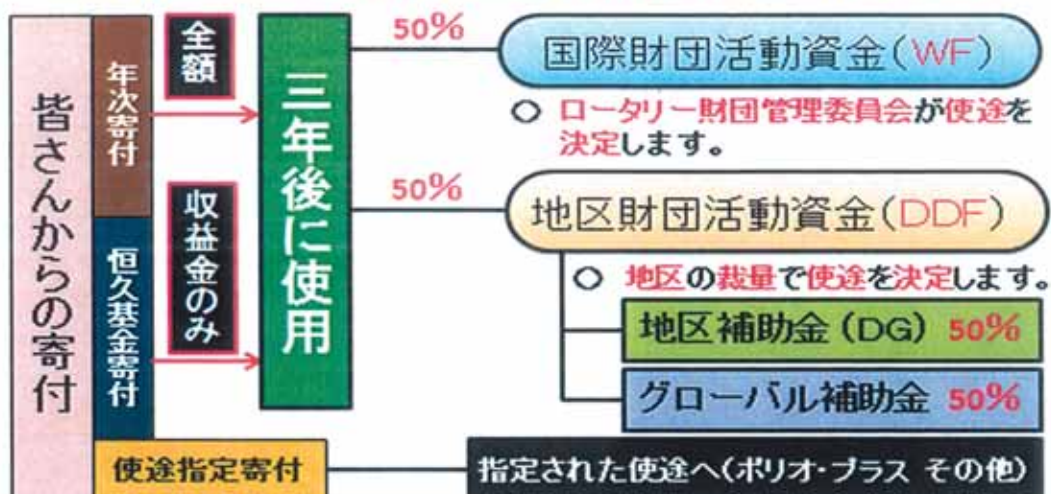 皆さんからの寄付
年次寄付
全額
恒久基金寄付
収益金のみ
三年後に使用
50%
国際財団活動資金(WF)
○ ロータリー財団管理委員会が使途を
決定します。
50%
地区財団活動資金(DDF)
○ 地区の裁量で使途を決定します。
地区補助金(DG) 50%
グローバル補助金 50%
使途指定寄付
指定された使途へ(ポリオ・プラス その他)